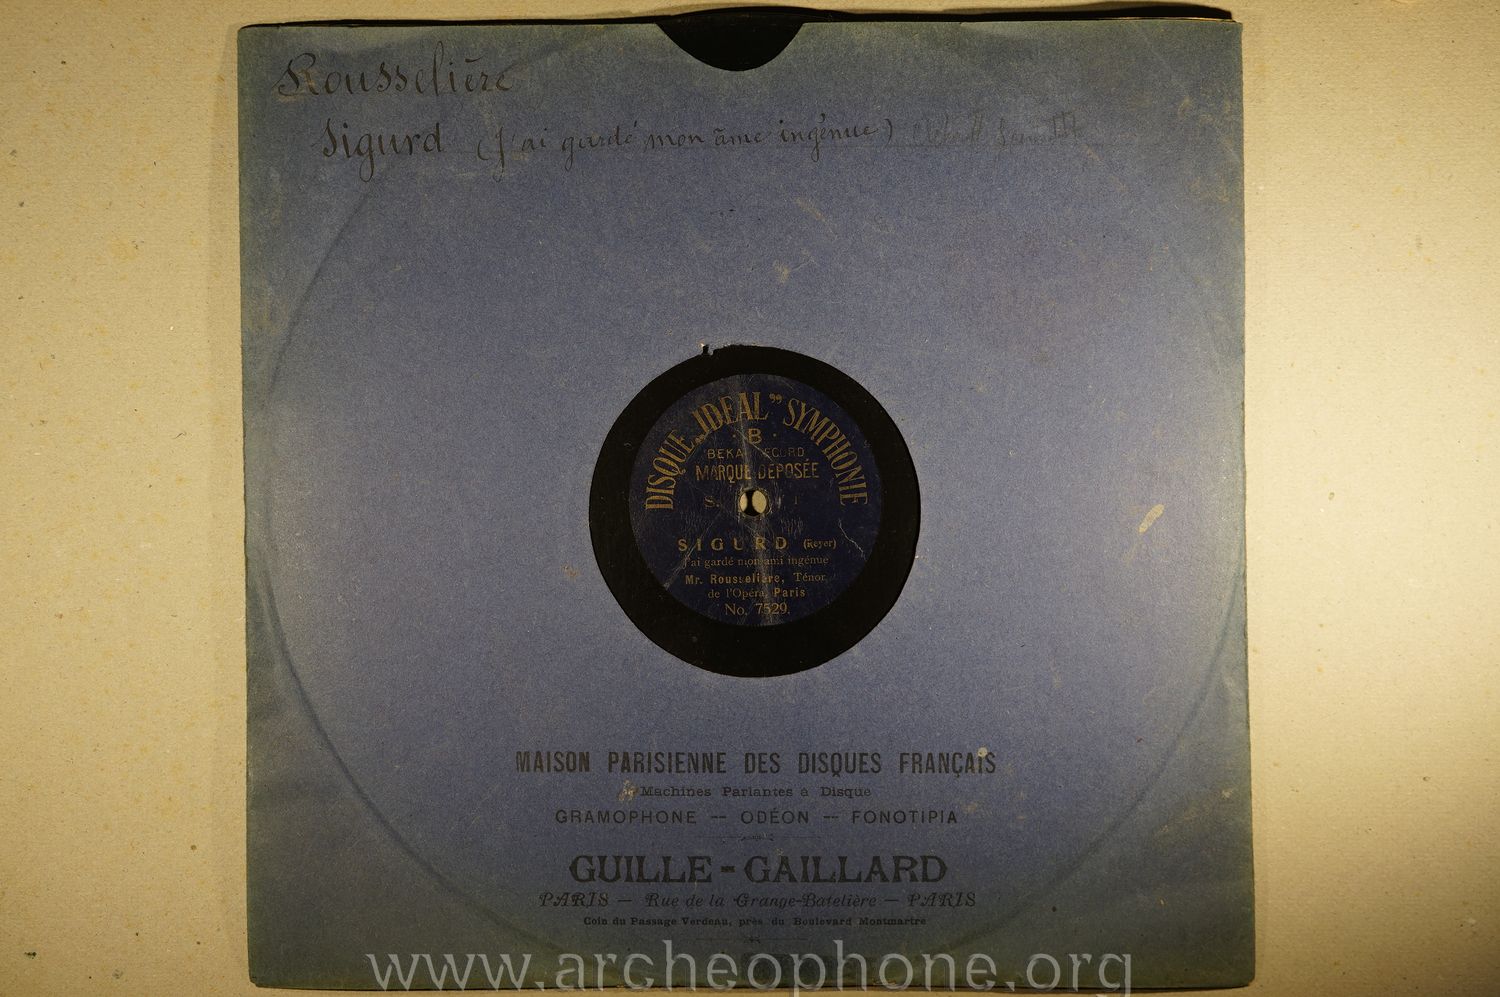 Rousselière
Sigurd (J'ai gardé mon âme ingénue)
DISQUE „IDEAL” SYMPHONIE
B
BEKA RECORD
MARQUE DÉPOSÉE
SIGURD (Reyer)
J'ai gardé mon ami ingénue
Mr. Rousselière, Ténor,
de l'Opéra, Paris
No. 7529.
MAISON PARISIENNE DES DISQUES FRANÇAIS
Machines Parlantes à Disque
GRAMOPHONE -- ODÉON -- FONOTIPIA
GUILLE-GAILLARD
PARIS — Rue de la Grange-Batelière — PARIS
Coin du Passage Verdeau, près du Boulevard Montmartre
www.archeophone.org